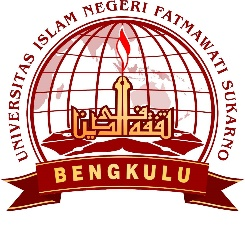 UNIVERSITAS ISLAM NEGERI FATMAWATI SUKARNO
BENGKULU